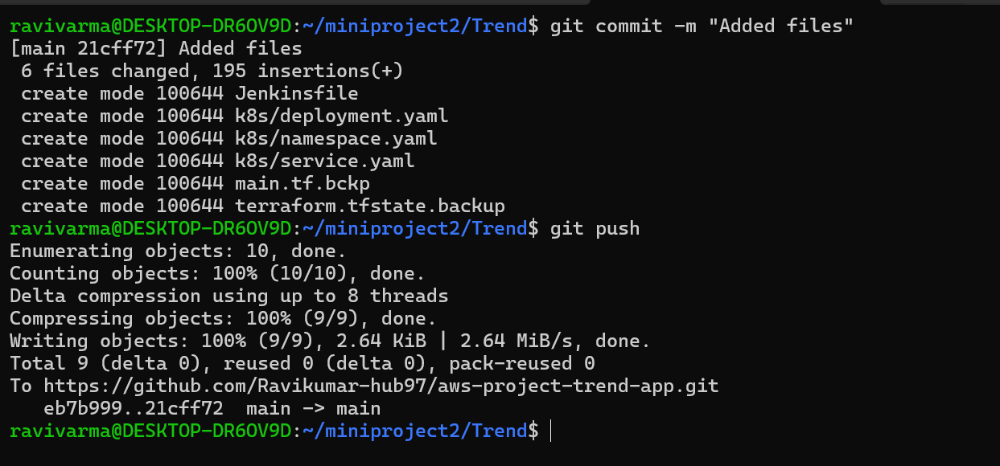 ravivarma@DESKTOP-DR6OV9D:~/miniproject2/Trend$ git commit -m "Added files"
[main 21cff72] Added files
 6 files changed, 195 insertions(+)
 create mode 100644 Jenkinsfile
 create mode 100644 k8s/deployment.yaml
 create mode 100644 k8s/namespace.yaml
 create mode 100644 k8s/service.yaml
 create mode 100644 main.tf.bckp
 create mode 100644 terraform.tfstate.backup
ravivarma@DESKTOP-DR6OV9D:~/miniproject2/Trend$ git push
Enumerating objects: 10, done.
Counting objects: 100% (10/10), done.
Delta compression using up to 8 threads
Compressing objects: 100% (9/9), done.
Writing objects: 100% (9/9), 2.64 KiB | 2.64 MiB/s, done.
Total 9 (delta 0), reused 0 (delta 0), pack-reused 0
To https://github.com/Ravikumar-hub97/aws-project-trend-app.git
   eb7b999..21cff72  main -> main
ravivarma@DESKTOP-DR6OV9D:~/miniproject2/Trend$